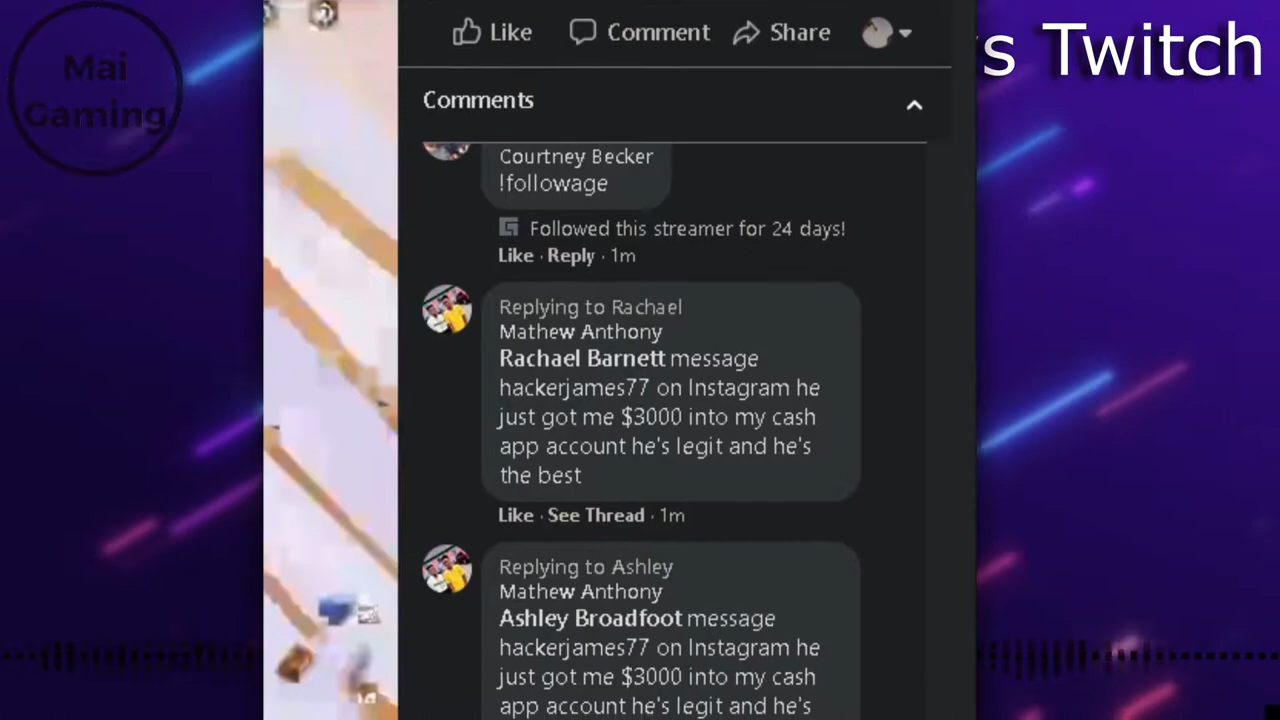 Mai
Gaming
s Twitch
Like
Comment
Share
Comments
Courtney Becker
!followage
Followed this streamer for 24 days!
Like · Reply · 1m
Replying to Rachael
Mathew Anthony
Rachael Barnett message
hackerjames77 on Instagram he
just got me $3000 into my cash
app account he's legit and he's
the best
Like · See Thread · 1m
Replying to Ashley
Mathew Anthony
Ashley Broadfoot message
hackerjames77 on Instagram he
just got me $3000 into my cash
app account he's legit and he's